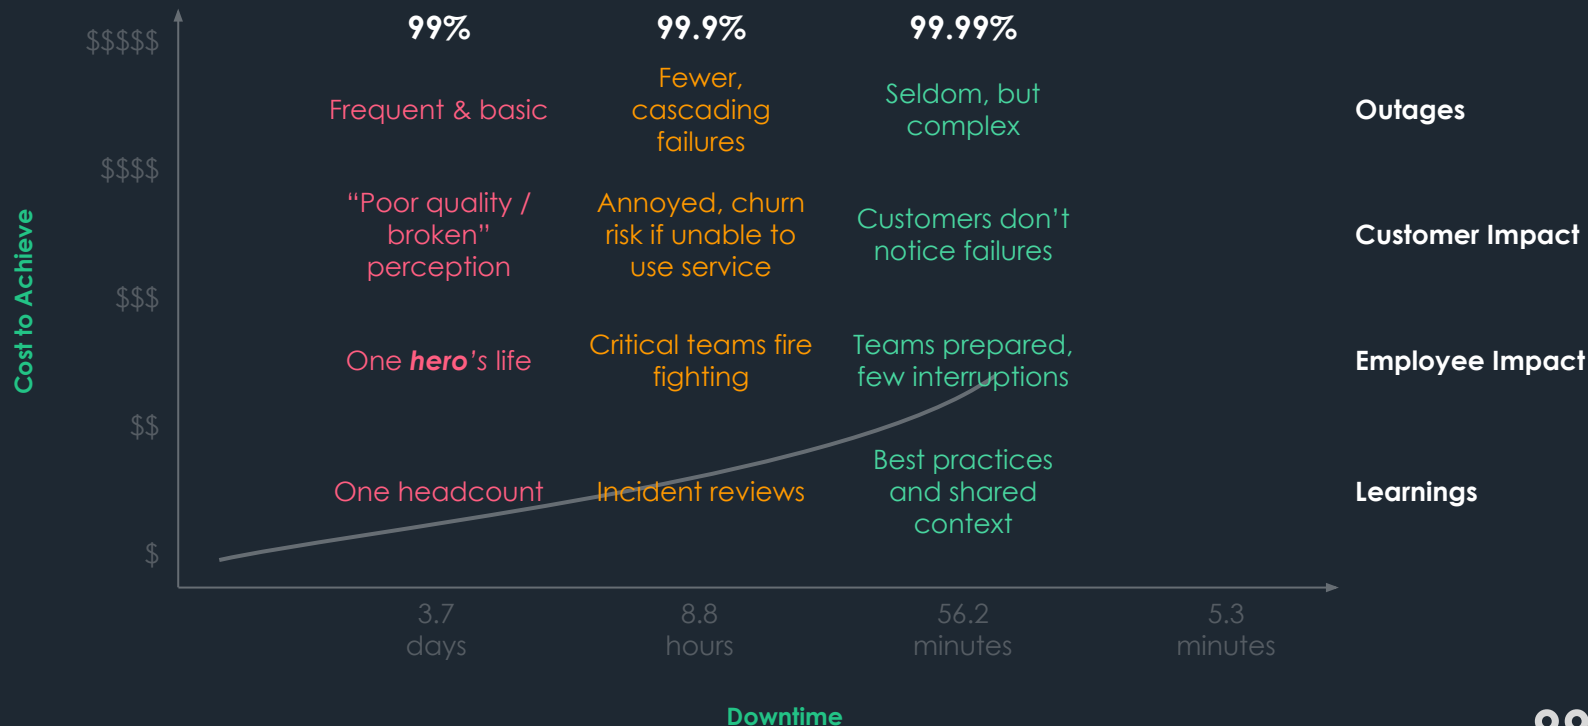 99%
99.9%
99.99%
$$$$$
Frequent & basic
Fewer,
cascading
failures
Seldom, but
complex
Outages
$$$$
“Poor quality /
broken”
perception
Annoyed, churn
risk if unable to
use service
Customers don’t
notice failures
Customer Impact
Cost to Achieve
$$$
One hero’s life
Critical teams fire
fighting
Teams prepared,
few interruptions
Employee Impact
$$
One headcount
Incident reviews
Best practices
and shared
context
Learnings
$
3.7
days
8.8
hours
56.2
minutes
5.3
minutes
Downtime